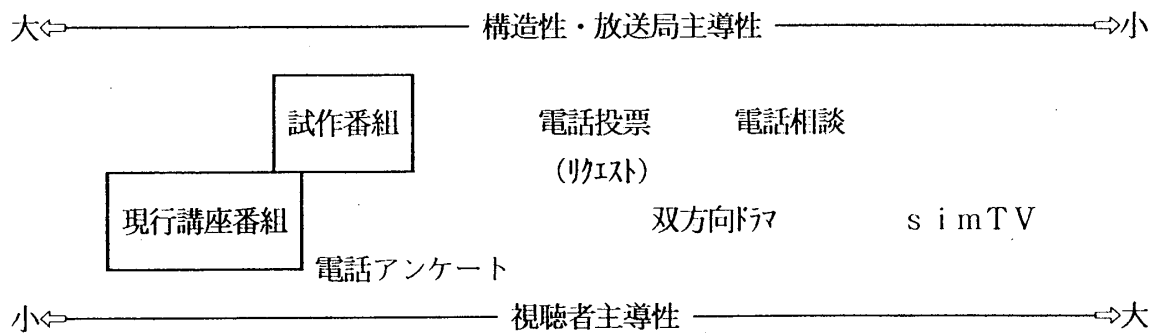 大⇦ 構造性・放送局主導性 ⇨小
試作番組 電話投票 電話相談
(ﾘｸｴｽﾄ)
現行講座番組 双方向ﾄﾞﾗﾏ ｓｉｍＴＶ
電話アンケート
小⇦ 視聴者主導性 ⇨大